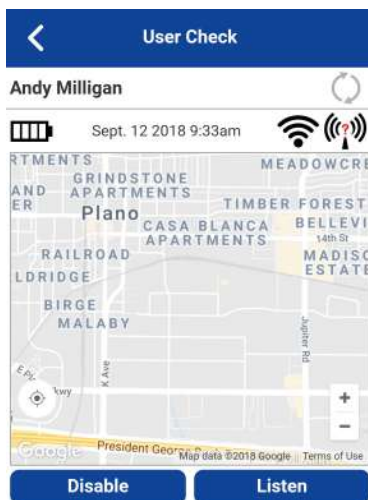 User Check
Andy Milligan
Sept. 12 2018 9:33am
?
RTMENTS
MEADOWCRE
GRINDSTONE
APARTMENTS
AND
ER
TIMBER FOREST
Plano
CASA BLANCA
APARTMENTS
BELLEVI
14th St
RAILROAD
MADISO
ESTATE
LDRIDGE
BIRGE
MALABY
Jupiter Rd
K Ave
kwy
+
−
Google
President George
Map data ©2018 Google
Terms of Use
Disable
Listen